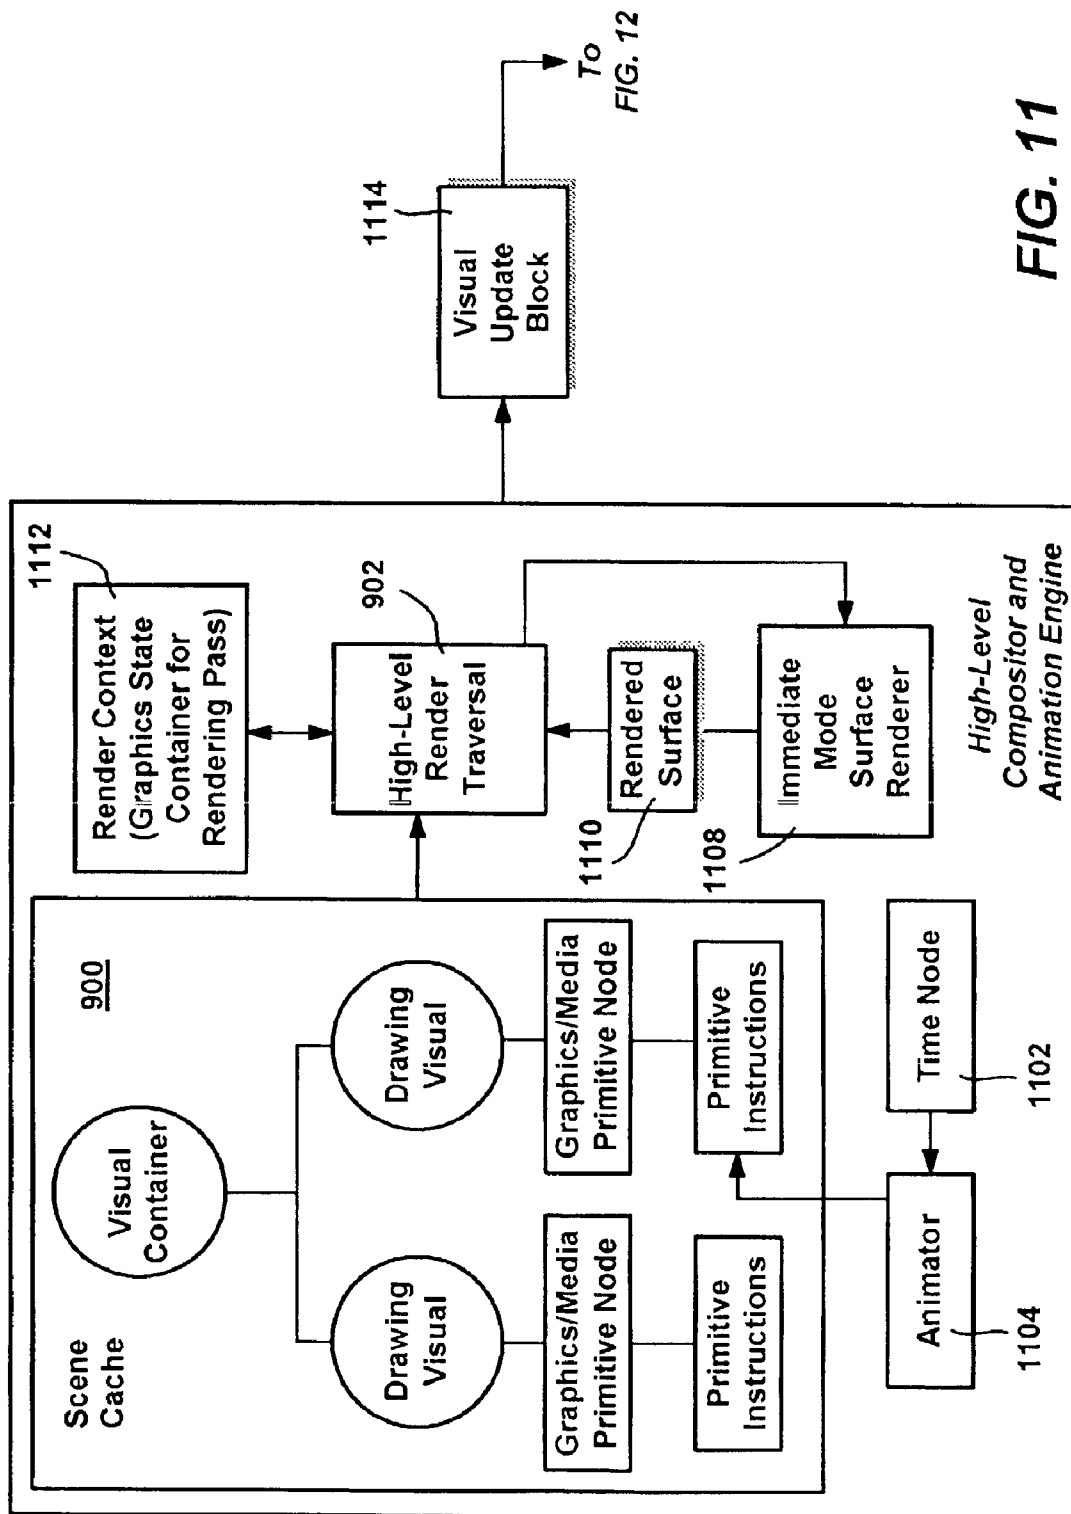 Scene
Cache
900
Visual
Container
Drawing
Visual
Drawing
Visual
Graphics/Media
Primitive Node
Graphics/Media
Primitive Node
Primitive
Instructions
Primitive
Instructions
Animator
1104
Time Node
1102
Render Context
(Graphics State
Container for
Rendering Pass)
1112
High-Level
Render
Traversal
902
Rendered
Surface
1110
Immediate
Mode
Surface
Renderer
1108
High-Level
Compositor and
Animation Engine
Visual
Update
Block
1114
To
FIG. 12
FIG. 11